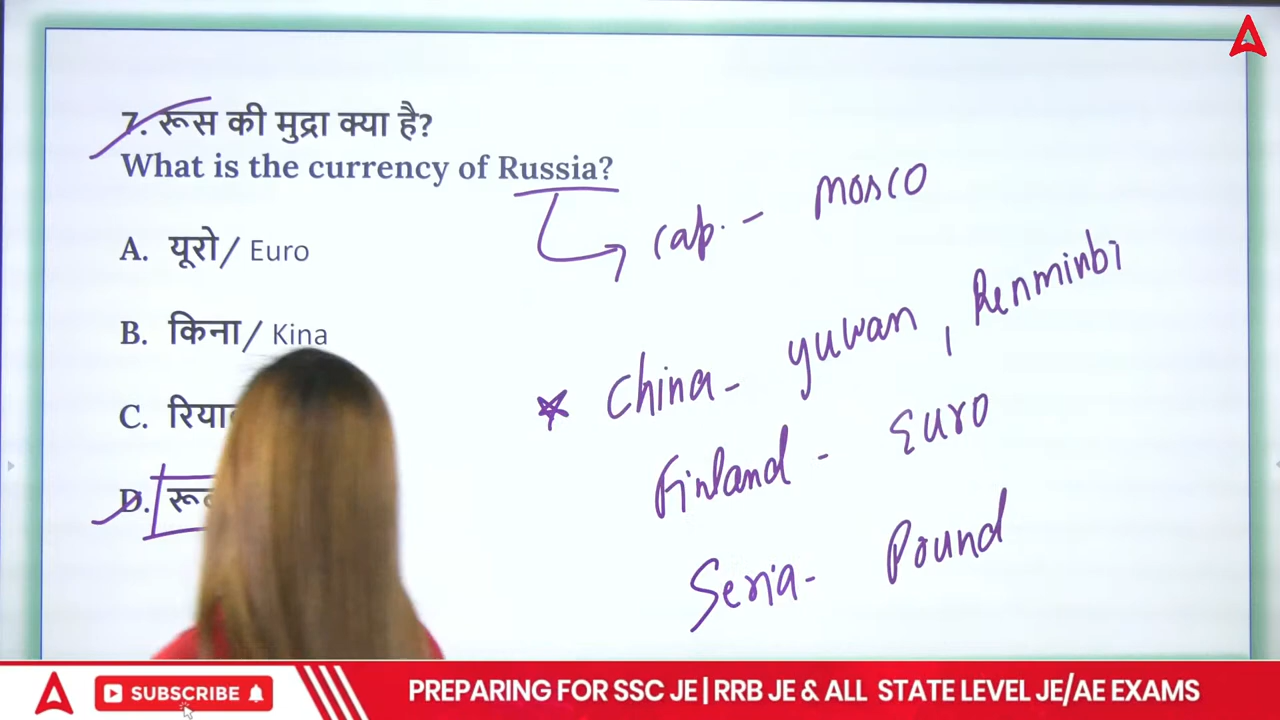 7. रूस की मुद्रा क्या है?
What is the currency of Russia?
cap. - Mosco
A. यूरो/ Euro
B. किना/ Kina
China - yuwan, Renminbi
C.
Finland - Euro
D.
Seria - Pound
SUBSCRIBE
PREPARING FOR SSC JE | RRB JE & ALL STATE LEVEL JE/AE EXAMS